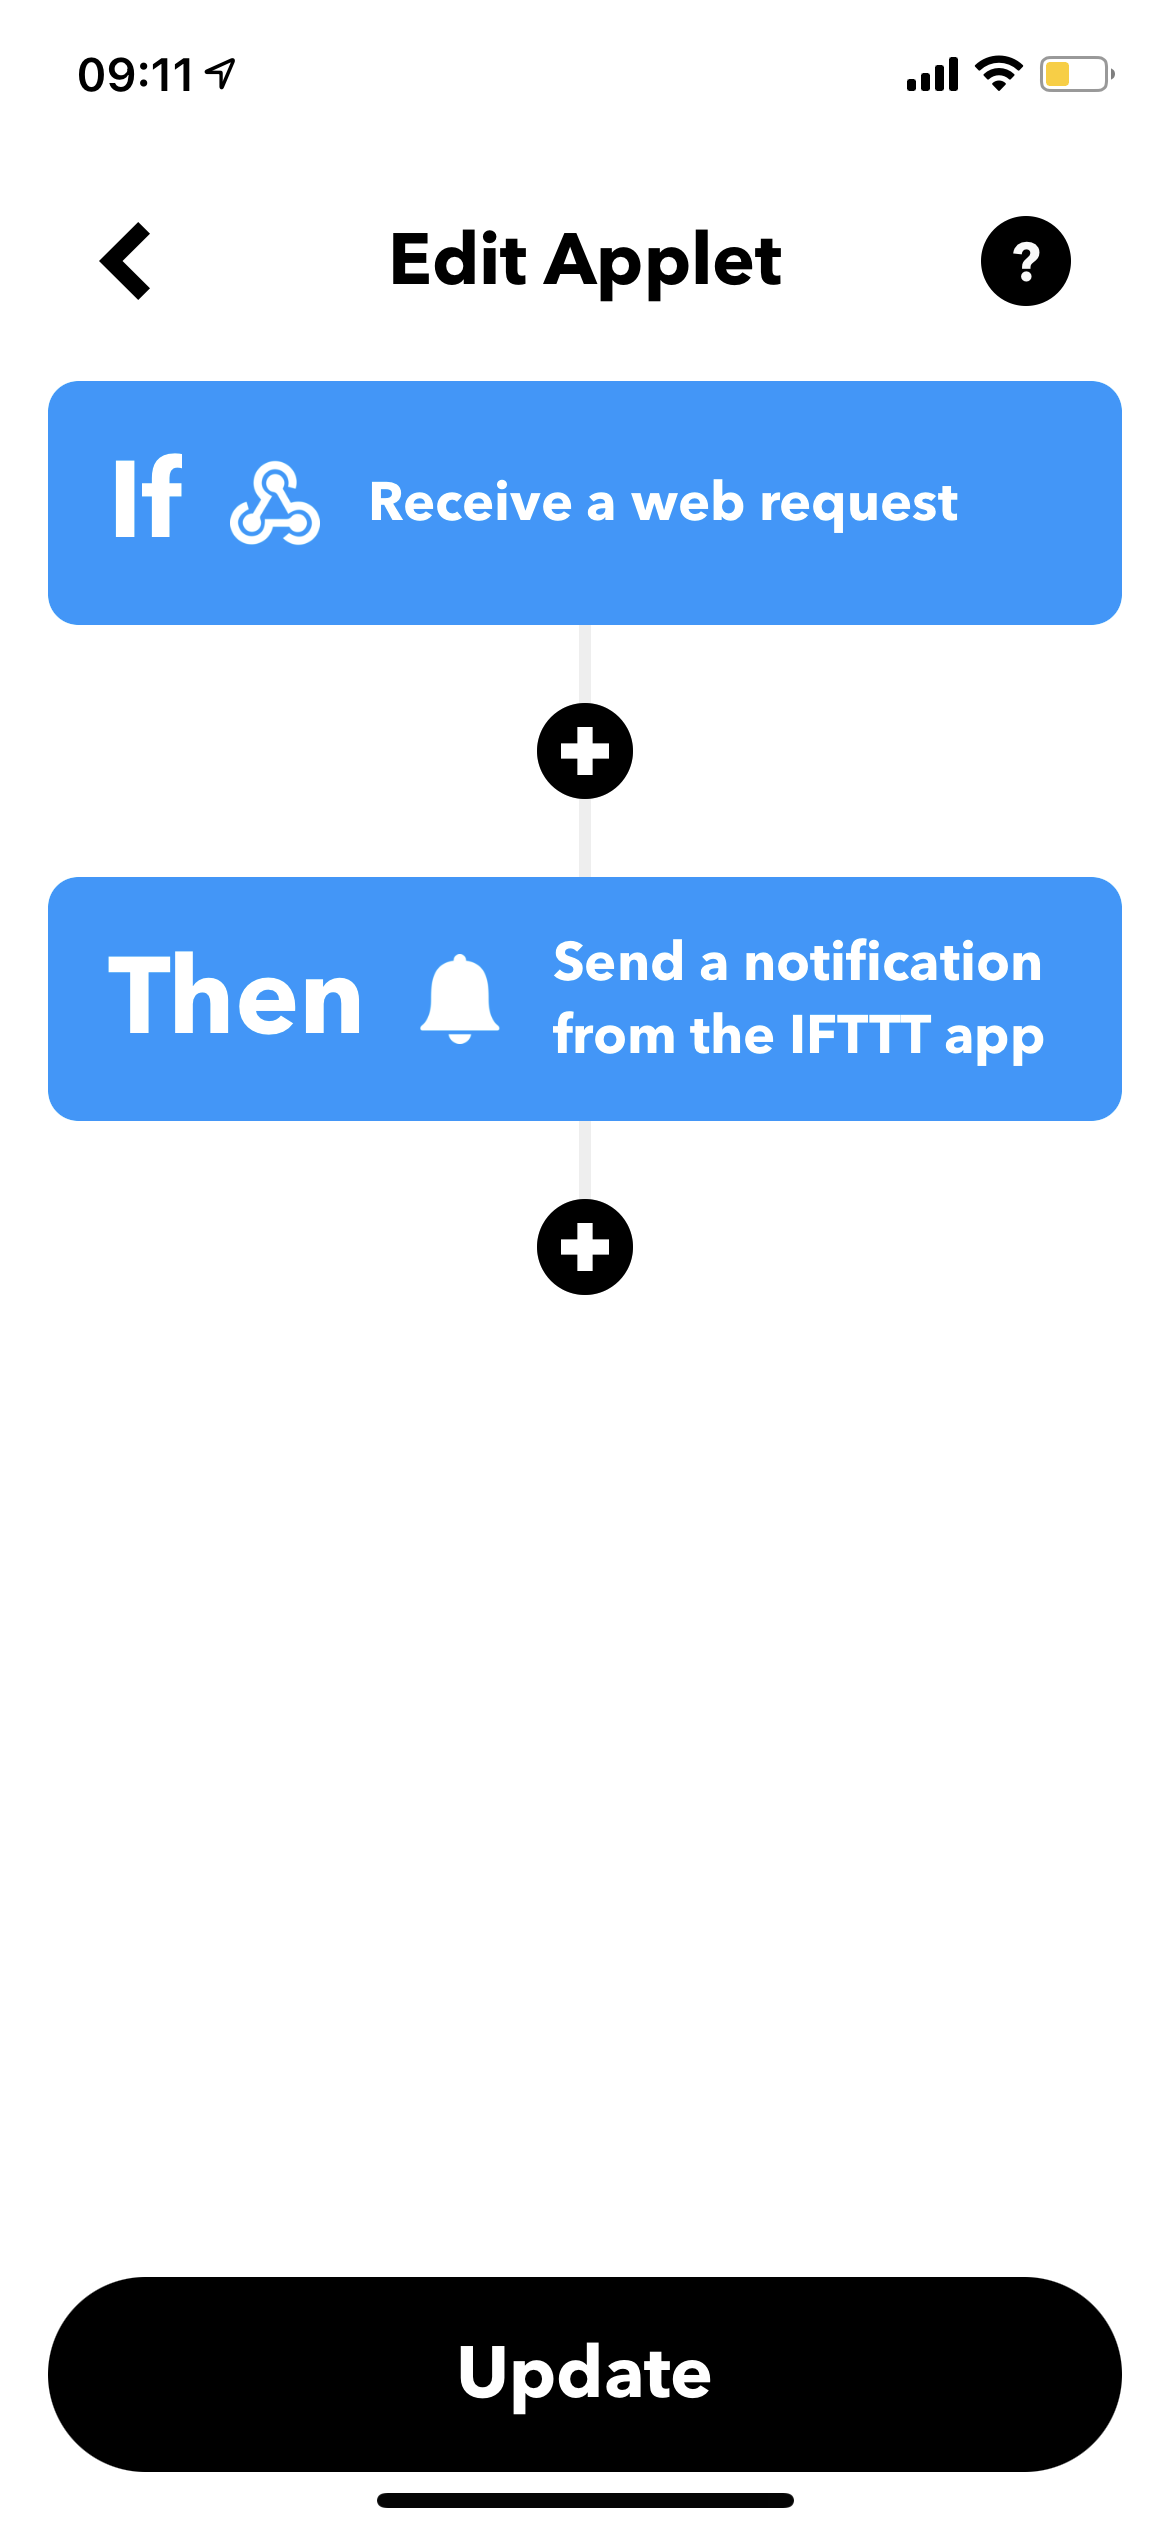 09:11
Edit Applet
?
If Receive a web request
Then Send a notification
from the IFTTT app
Update